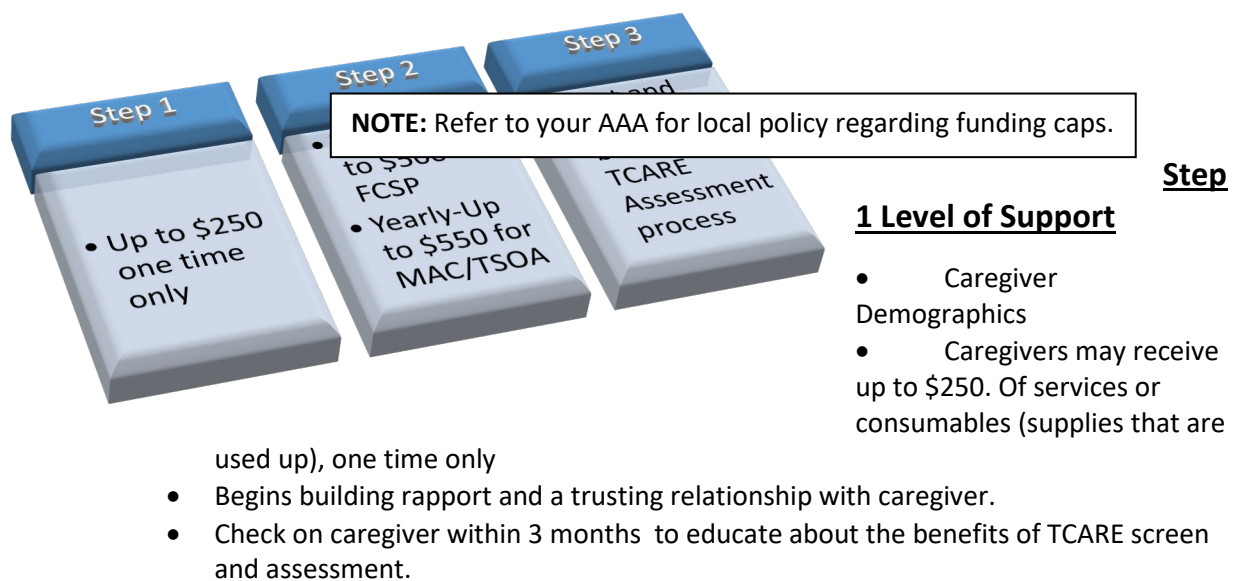 Step 1
• Up to $250
one time
only
Step 2
•
to $500
FCSP
• Yearly-Up
to $550 for
MAC/TSOA
Step 3
and
TCARE
Assessment
process
NOTE: Refer to your AAA for local policy regarding funding caps.
Step
1 Level of Support
• Caregiver
Demographics
• Caregivers may receive
up to $250. Of services or
consumables (supplies that are
used up), one time only
• Begins building rapport and a trusting relationship with caregiver.
• Check on caregiver within 3 months to educate about the benefits of TCARE screen
and assessment.